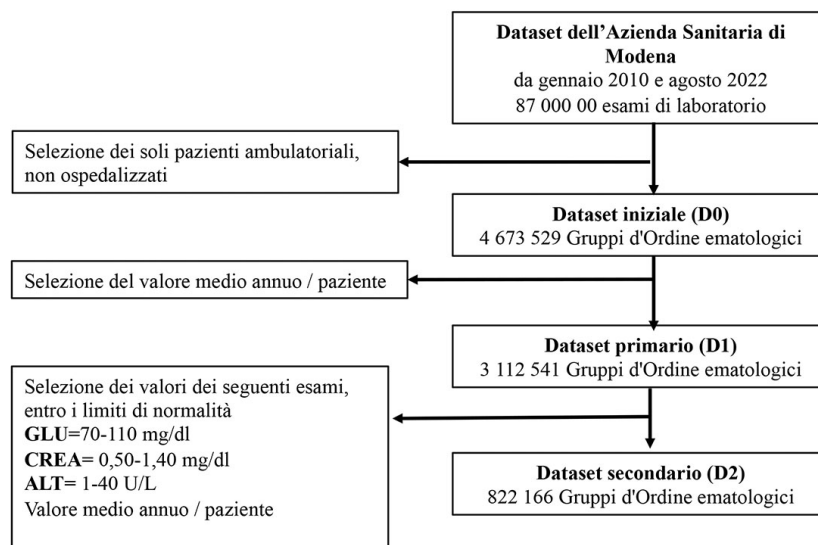 Dataset dell'Azienda Sanitaria di
Modena
da gennaio 2010 e agosto 2022
87 000 00 esami di laboratorio
Selezione dei soli pazienti ambulatoriali,
non ospedalizzati
Dataset iniziale (D0)
4 673 529 Gruppi d'Ordine ematologici
Selezione del valore medio annuo / paziente
Dataset primario (D1)
3 112 541 Gruppi d'Ordine ematologici
Selezione dei valori dei seguenti esami,
entro i limiti di normalità
GLU=70-110 mg/dl
CREA= 0,50-1,40 mg/dl
ALT= 1-40 U/L
Valore medio annuo / paziente
Dataset secondario (D2)
822 166 Gruppi d'Ordine ematologici